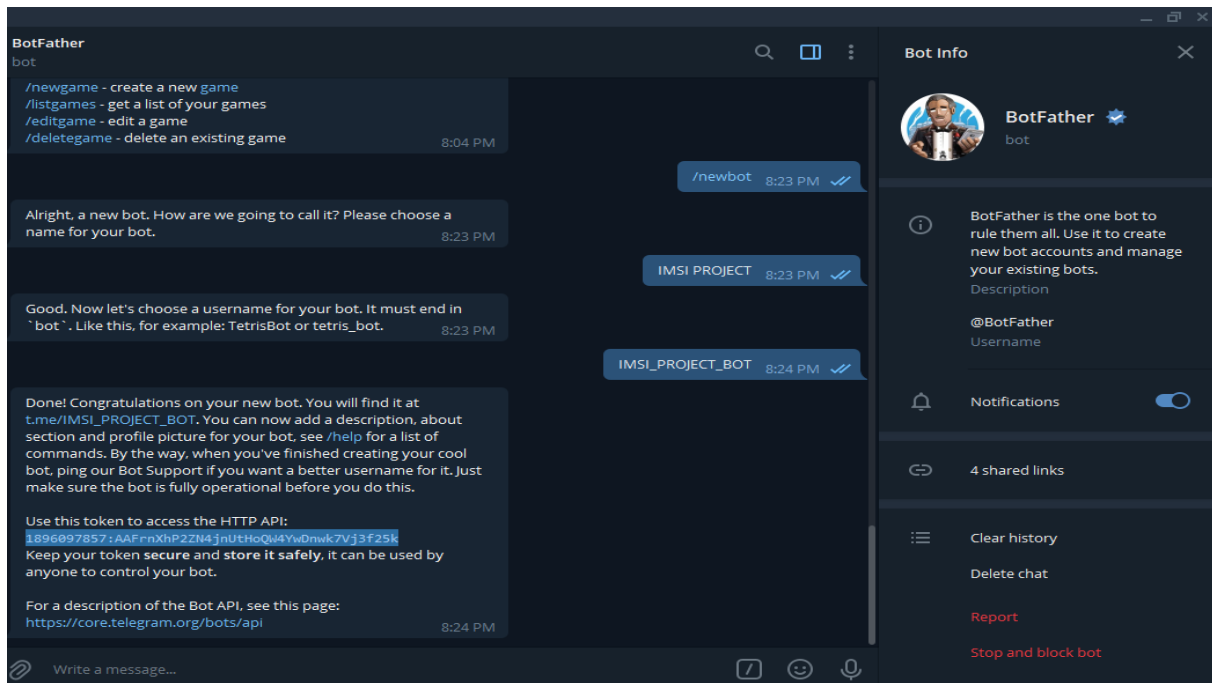 BotFather
bot
/newgame - create a new game
/listgames - get a list of your games
/editgame - edit a game
/deletegame - delete an existing game
8:04 PM
/newbot 8:23 PM
Alright, a new bot. How are we going to call it? Please choose a
name for your bot.
8:23 PM
IMSI PROJECT 8:23 PM
Good. Now let's choose a username for your bot. It must end in
`bot`. Like this, for example: TetrisBot or tetris_bot.
8:23 PM
IMSI_PROJECT_BOT 8:24 PM
Done! Congratulations on your new bot. You will find it at
t.me/IMSI_PROJECT_BOT. You can now add a description, about
section and profile picture for your bot, see /help for a list of
commands. By the way, when you've finished creating your cool
bot, ping our Bot Support if you want a better username for it. Just
make sure the bot is fully operational before you do this.
Use this token to access the HTTP API:
1896097857:AAFrnXhP2ZN4jnUtHoQW4YwDnwk7Vj3f25k
Keep your token secure and store it safely, it can be used by
anyone to control your bot.
For a description of the Bot API, see this page:
https://core.telegram.org/bots/api
8:24 PM
Write a message...
Bot Info
BotFather
bot
BotFather is the one bot to
rule them all. Use it to create
new bot accounts and manage
your existing bots.
Description
@BotFather
Username
Notifications
4 shared links
Clear history
Delete chat
Report
Stop and block bot